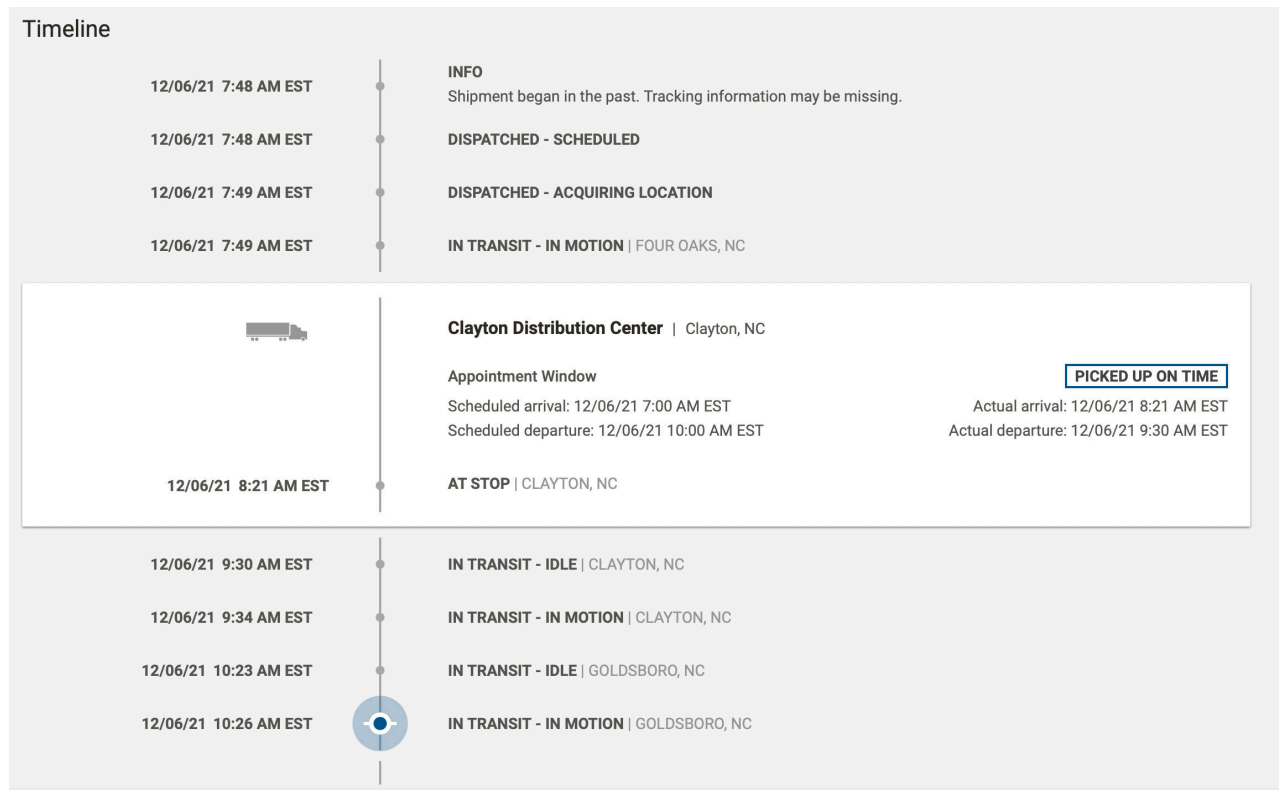 Timeline
12/06/21 7:48 AM EST
INFO
Shipment began in the past. Tracking information may be missing.
12/06/21 7:48 AM EST
DISPATCHED - SCHEDULED
12/06/21 7:49 AM EST
DISPATCHED - ACQUIRING LOCATION
12/06/21 7:49 AM EST
IN TRANSIT - IN MOTION | FOUR OAKS, NC
Clayton Distribution Center | Clayton, NC
Appointment Window
PICKED UP ON TIME
Scheduled arrival: 12/06/21 7:00 AM EST
Actual arrival: 12/06/21 8:21 AM EST
Scheduled departure: 12/06/21 10:00 AM EST
Actual departure: 12/06/21 9:30 AM EST
12/06/21 8:21 AM EST
AT STOP | CLAYTON, NC
12/06/21 9:30 AM EST
IN TRANSIT - IDLE | CLAYTON, NC
12/06/21 9:34 AM EST
IN TRANSIT - IN MOTION | CLAYTON, NC
12/06/21 10:23 AM EST
IN TRANSIT - IDLE | GOLDSBORO, NC
12/06/21 10:26 AM EST
IN TRANSIT - IN MOTION | GOLDSBORO, NC